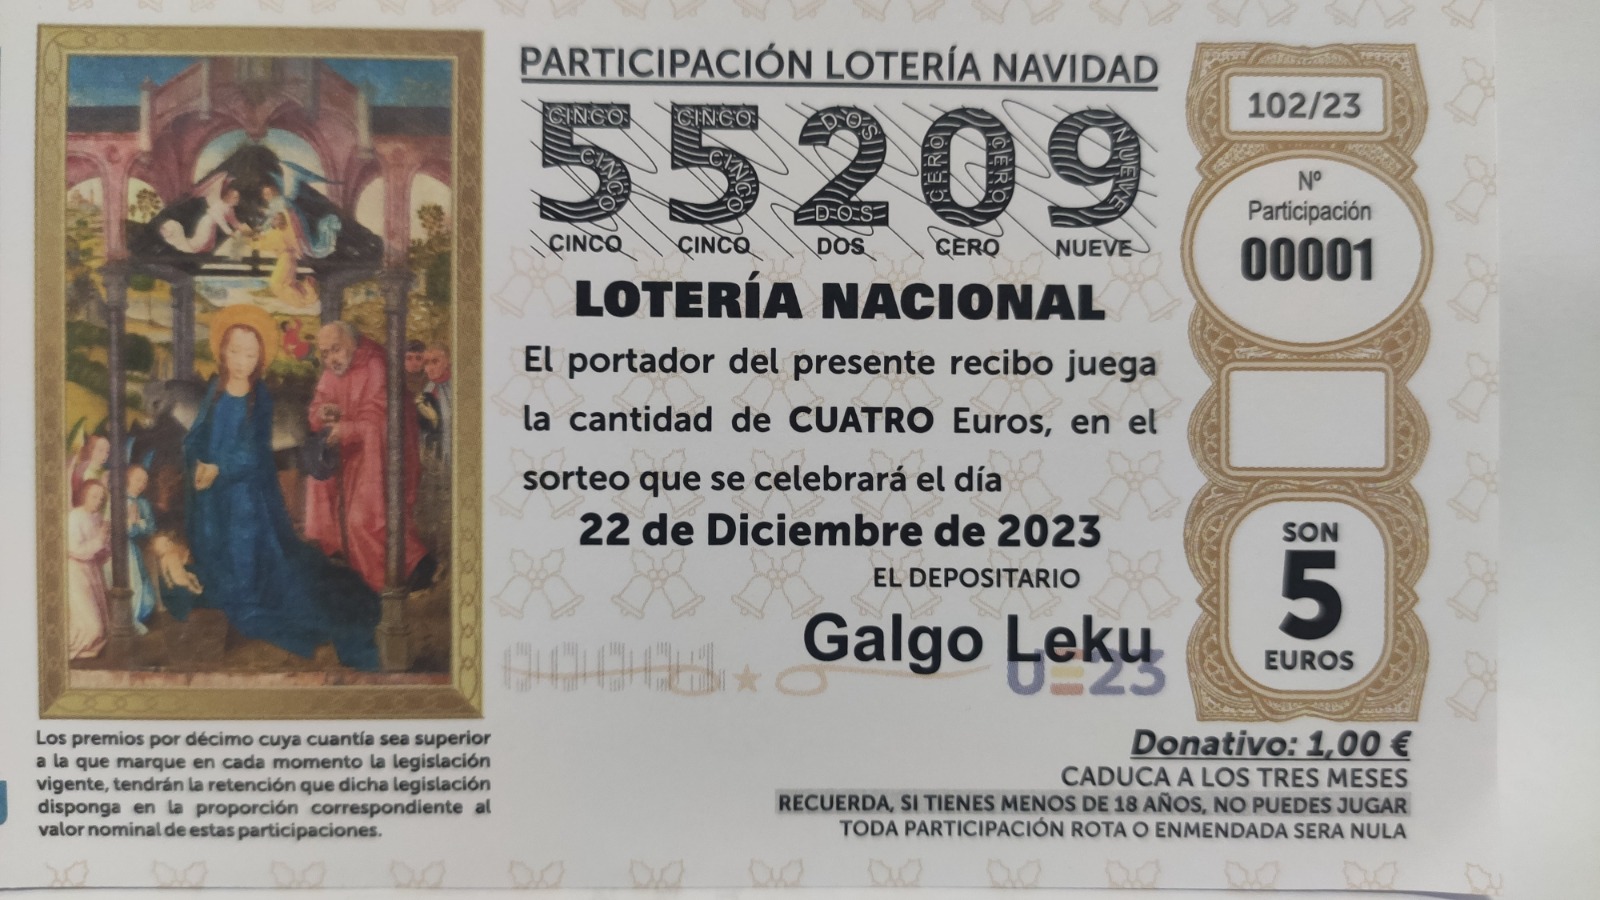 PARTICIPACIÓN LOTERÍA NAVIDAD
55209
CINCO CINCO DOS CERO NUEVE
LOTERÍA NACIONAL
El portador del presente recibo juega
la cantidad de CUATRO Euros, en el
sorteo que se celebrará el día
22 de Diciembre de 2023
EL DEPOSITARIO
Galgo Leku
00001
UE23
102/23
Nº
Participación
00001
SON
5
EUROS
Los premios por décimo cuya cuantía sea superior
a la que marque en cada momento la legislación
vigente, tendrán la retención que dicha legislación
disponga en la proporción correspondiente al
valor nominal de estas participaciones.
Donativo: 1,00 €
CADUCA A LOS TRES MESES
RECUERDA, SI TIENES MENOS DE 18 AÑOS, NO PUEDES JUGAR
TODA PARTICIPACIÓN ROTA O ENMENDADA SERA NULA